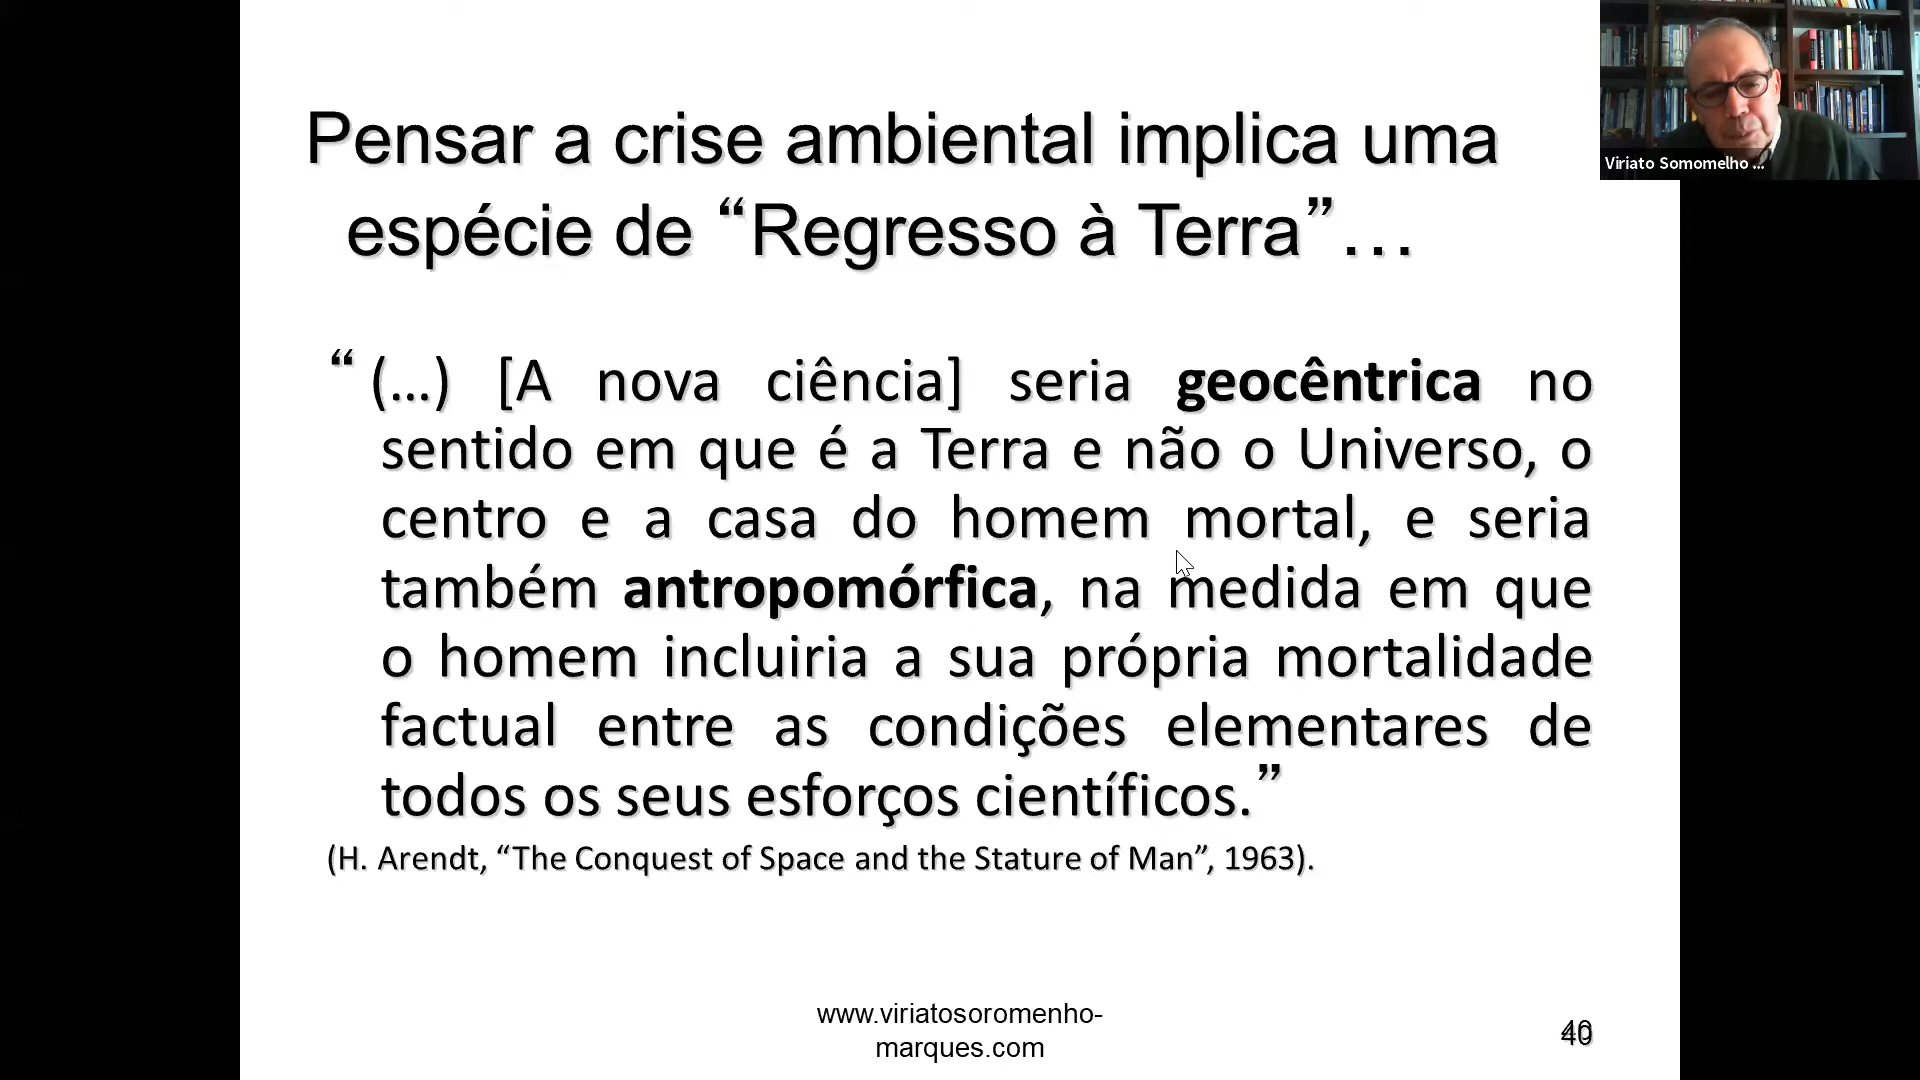 Pensar a crise ambiental implica uma
espécie de “Regresso à Terra”…
“ (…) [A nova ciência] seria geocêntrica no
sentido em que é a Terra e não o Universo, o
centro e a casa do homem mortal, e seria
também antropomórfica, na medida em que
o homem incluiria a sua própria mortalidade
factual entre as condições elementares de
todos os seus esforços científicos.”
(H. Arendt, “The Conquest of Space and the Stature of Man”, 1963).
www.viriatosoromenho-
marques.com
40
Viriato Somomelho ...